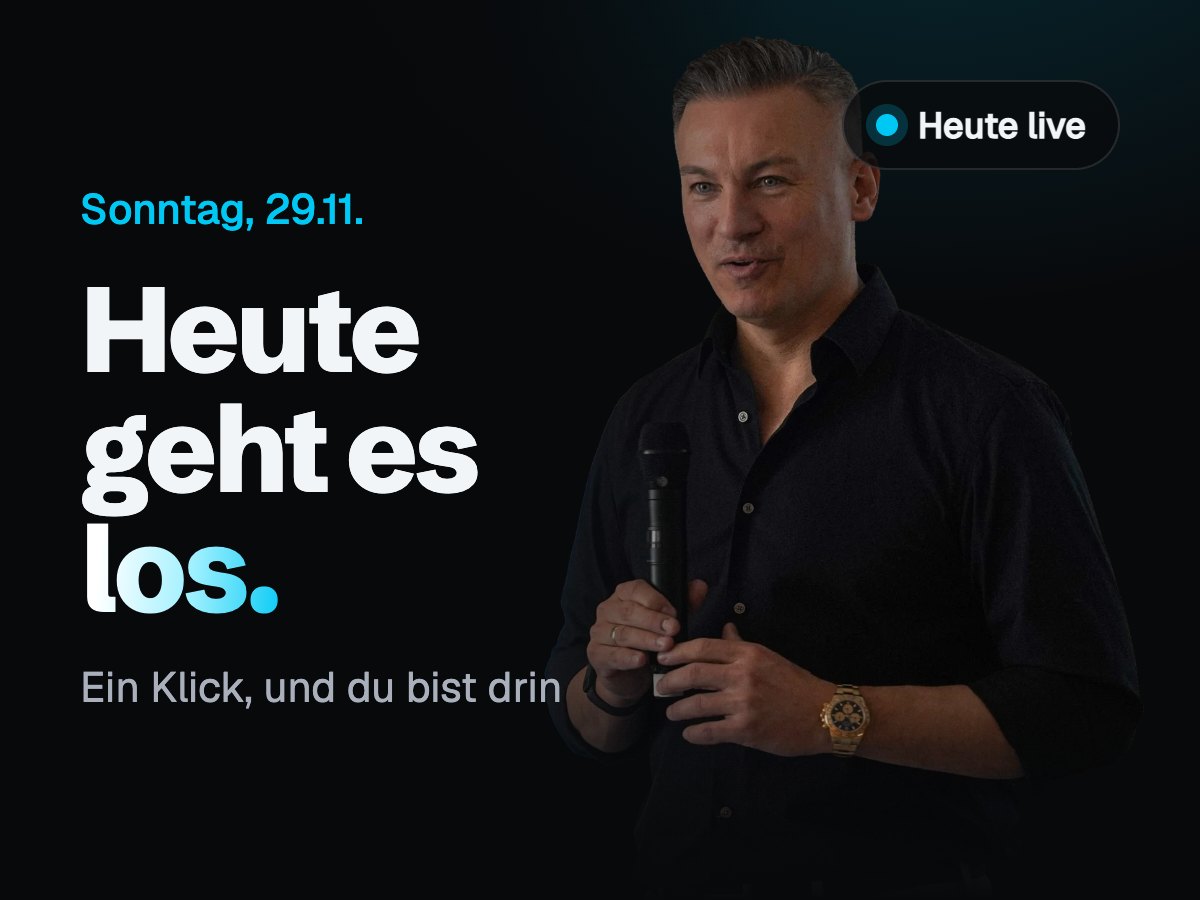 Heute live
Sonntag, 29.11.
Heute
geht es
los.
Ein Klick, und du bist drin